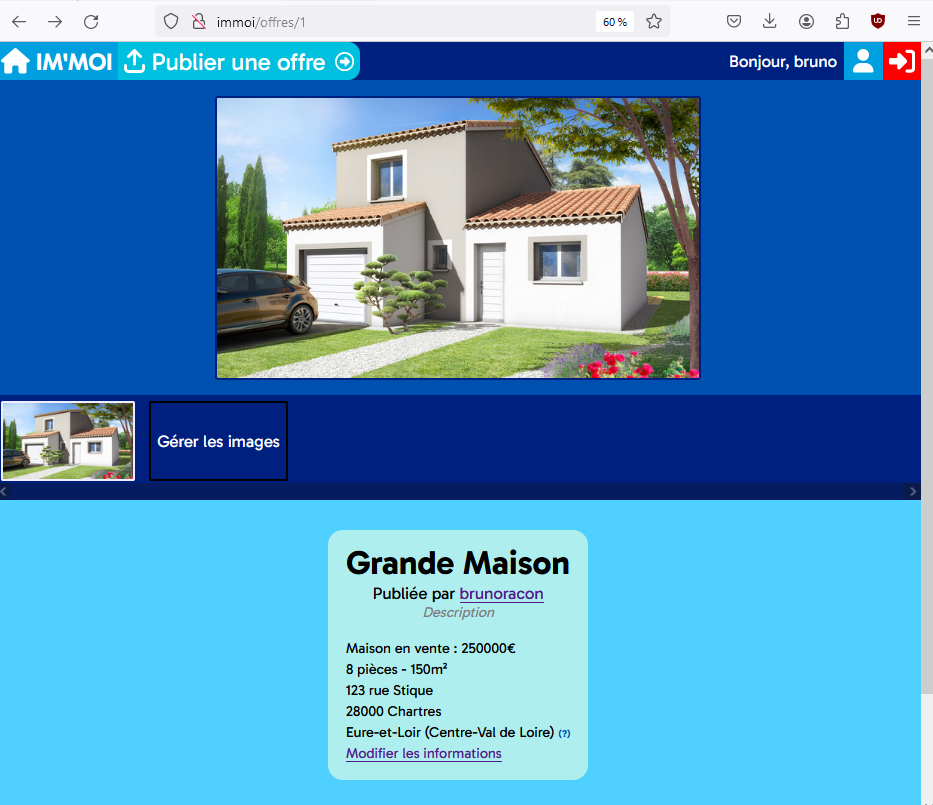 immoi/offres/1
60 %
IM'MOI
Publier une offre
Bonjour, bruno
Gérer les images
Grande Maison
Publiée par brunoracon
Description
Maison en vente : 250000€
8 pièces - 150m²
123 rue Stique
28000 Chartres
Eure-et-Loir (Centre-Val de Loire) (?)
Modifier les informations